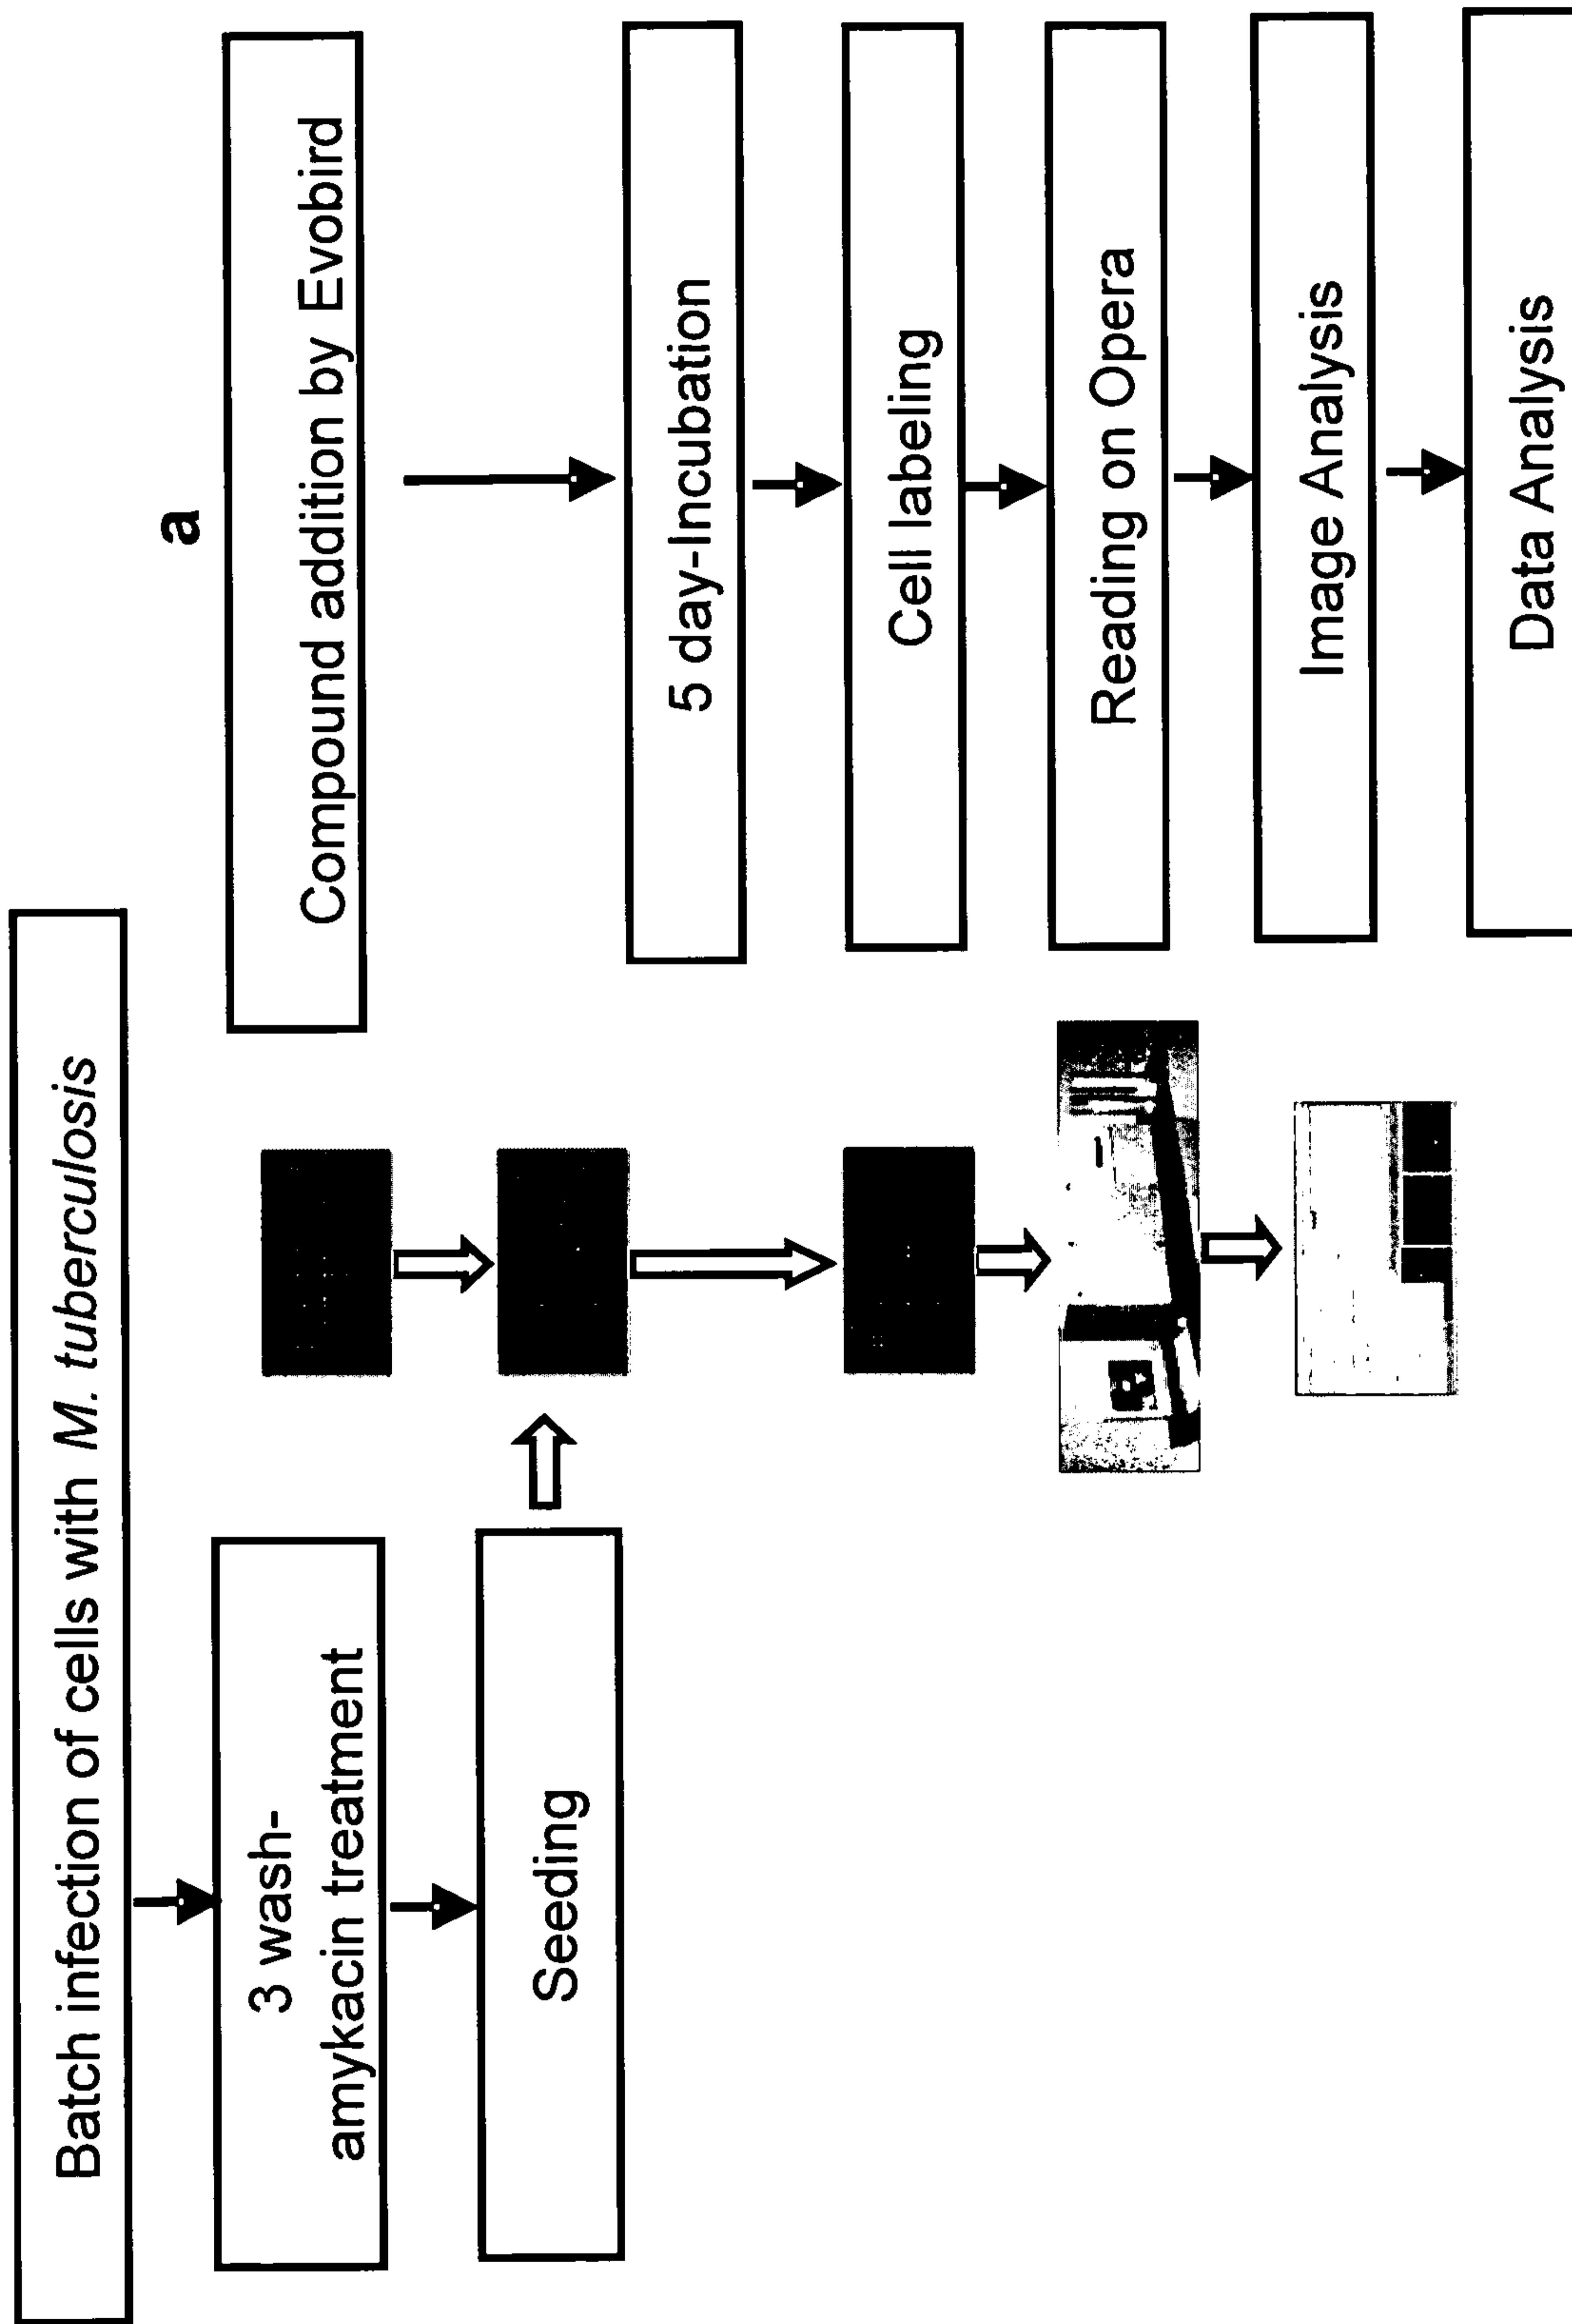 Batch infection of cells with M. tuberculosis
3 wash-
amykacin treatment
Seeding
a
Compound addition by Evobird
5 day-Incubation
Cell labeling
Reading on Opera
Image Analysis
Data Analysis